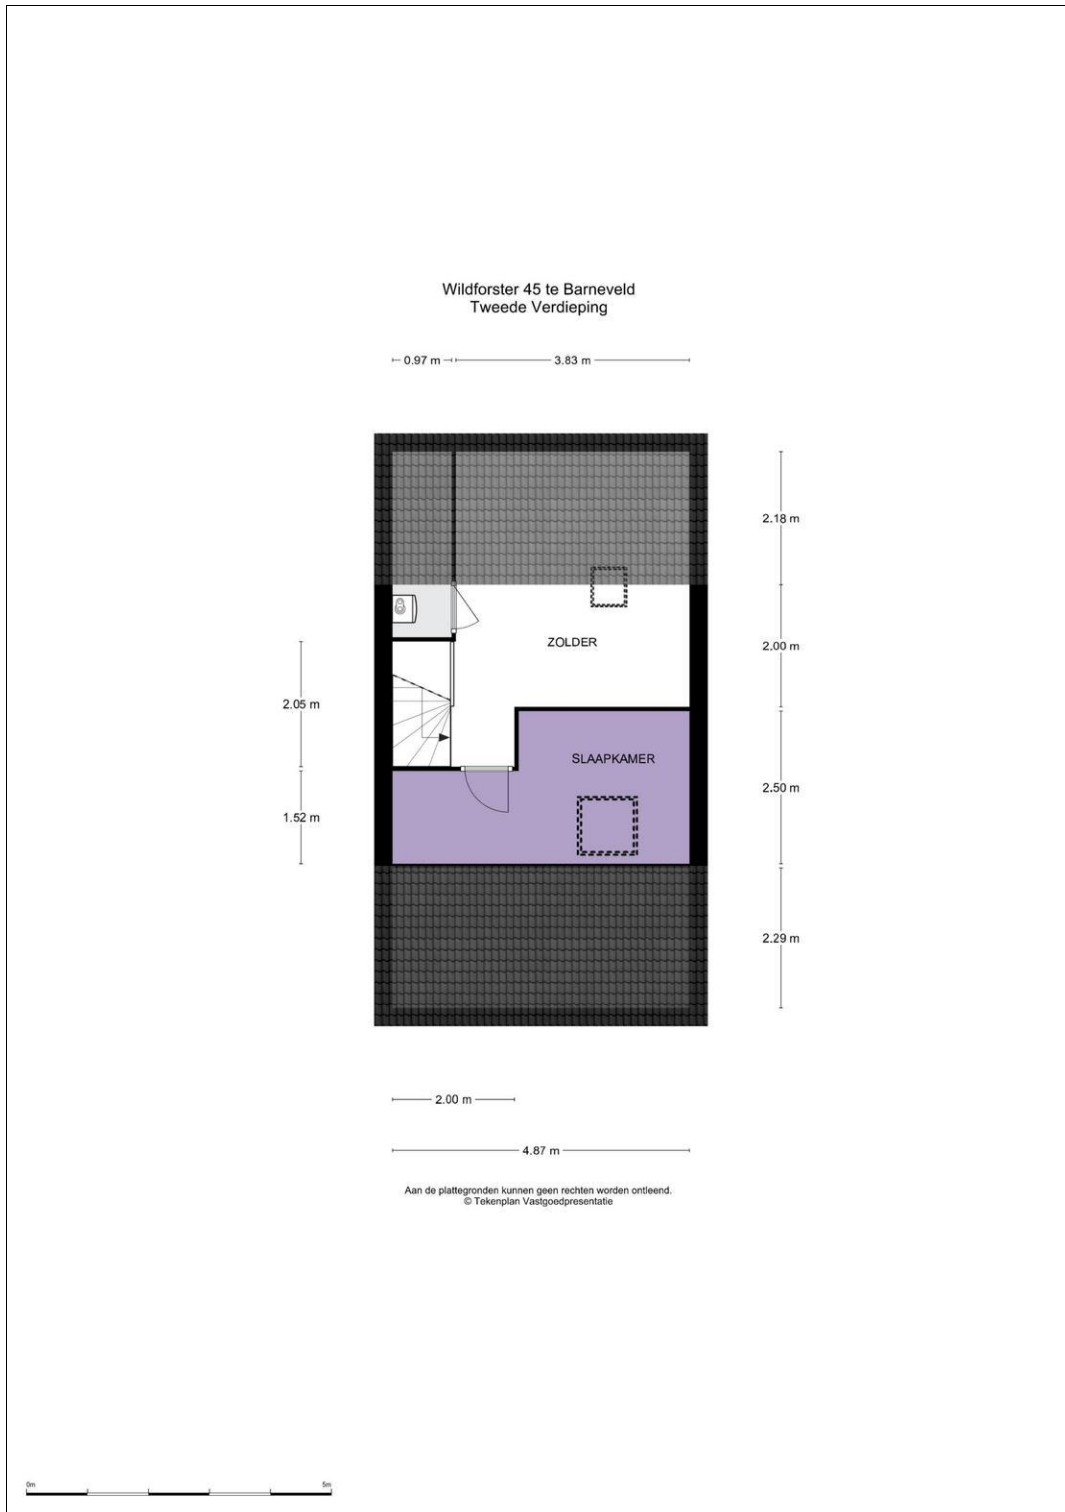 Wildforster 45 te Barneveld
Tweede Verdieping
0.97 m
3.83 m
2.18 m
ZOLDER
2.00 m
2.05 m
SLAAPKAMER
2.50 m
1.52 m
2.29 m
2.00 m
4.87 m
Aan de plattegronden kunnen geen rechten worden ontleend.
© Tekenplan Vastgoedpresentatie
0m
5m